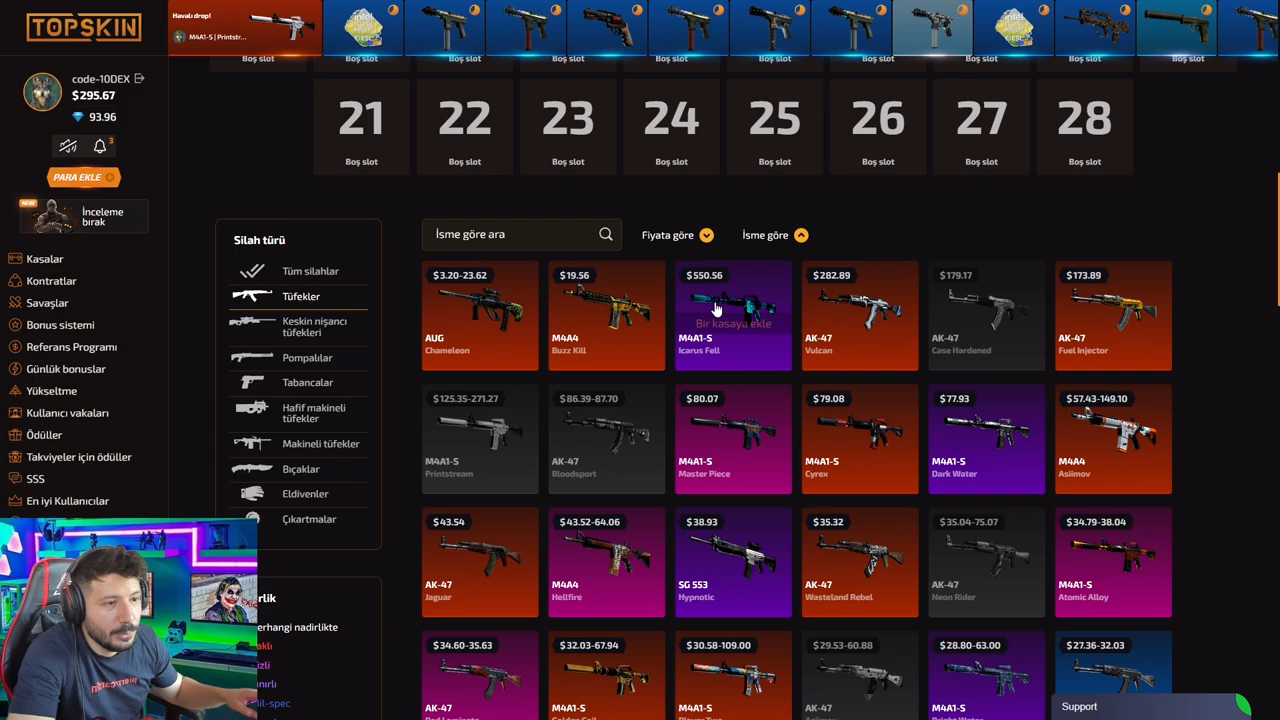 TOPSKIN
Havalı drop!
M4A1-S | Printstr...
code-10DEX
$295.67
93.96
3
PARA EKLE
NEW
İnceleme
bırak
Kasalar
Kontratlar
Savaşlar
Bonus sistemi
Referans Programı
Günlük bonuslar
Yükseltme
Kullanıcı vakaları
Ödüller
Takviyeler için ödüller
SSS
En iyi Kullanıcılar
Boş slot
Boş slot
Boş slot
Boş slot
Boş slot
Boş slot
Boş slot
Boş slot
Boş slot
Boş slot
21
Boş slot
22
Boş slot
23
Boş slot
24
Boş slot
25
Boş slot
26
Boş slot
27
Boş slot
28
Boş slot
Silah türü
Tüm silahlar
Tüfekler
Keskin nişancı
tüfekleri
Pompalılar
Tabancalar
Hafif makineli
tüfekler
Makineli tüfekler
Bıçaklar
Eldivenler
Çıkartmalar
İsme göre ara
Fiyata göre
İsme göre
$3.20-23.62
AUG
Chameleon
$19.56
M4A4
Buzz Kill
$550.56
Bir kasaya ekle
M4A1-S
Icarus Fell
$282.89
AK-47
Vulcan
$179.17
AK-47
Case Hardened
$173.89
AK-47
Fuel Injector
$125.35-271.27
M4A1-S
Printstream
$86.39-87.70
AK-47
Bloodsport
$80.07
M4A1-S
Master Piece
$79.08
M4A1-S
Cyrex
$77.93
M4A1-S
Dark Water
$57.43-149.10
M4A4
Asiimov
$43.54
AK-47
Jaguar
$43.52-64.06
M4A4
Hellfire
$38.93
SG 553
Hypnotic
$35.32
AK-47
Wasteland Rebel
$35.04-75.07
AK-47
Neon Rider
$34.79-38.04
M4A1-S
Atomic Alloy
$34.60-35.63
AK-47
$32.03-67.94
M4A1-S
$30.58-109.00
M4A1-S
$29.53-60.88
AK-47
$28.80-63.00
M4A1-S
$27.36-32.03
Support